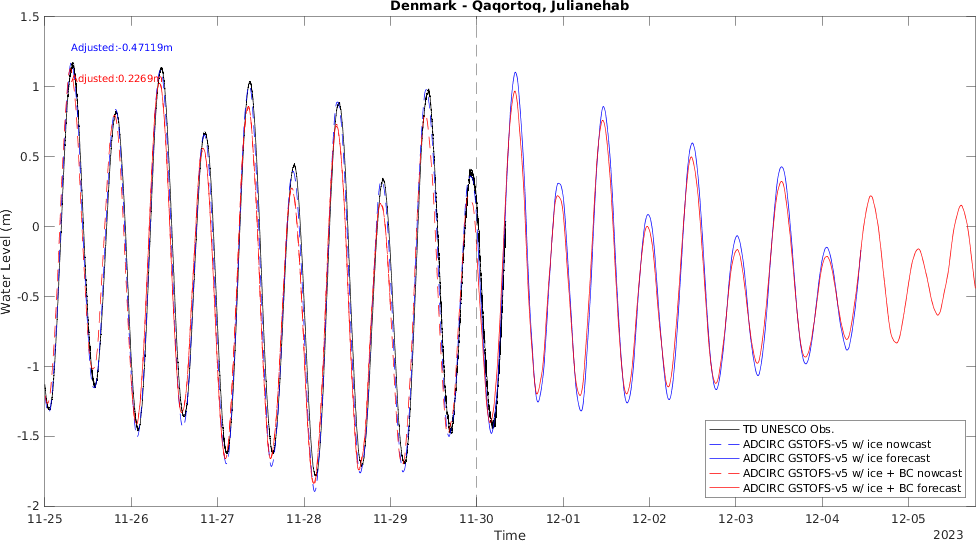 Denmark - Qaqortoq, Julianehab
Adjusted:-0.47119m
Adjusted:0.2269m
1.5
1
0.5
0
-0.5
-1
-1.5
-2
Water Level (m)
11-25 11-26 11-27 11-28 11-29 11-30 12-01 12-02 12-03 12-04 12-05
Time
2023
TD UNESCO Obs.
ADCIRC GSTOFS-v5 w/ ice nowcast
ADCIRC GSTOFS-v5 w/ ice forecast
ADCIRC GSTOFS-v5 w/ ice + BC nowcast
ADCIRC GSTOFS-v5 w/ ice + BC forecast